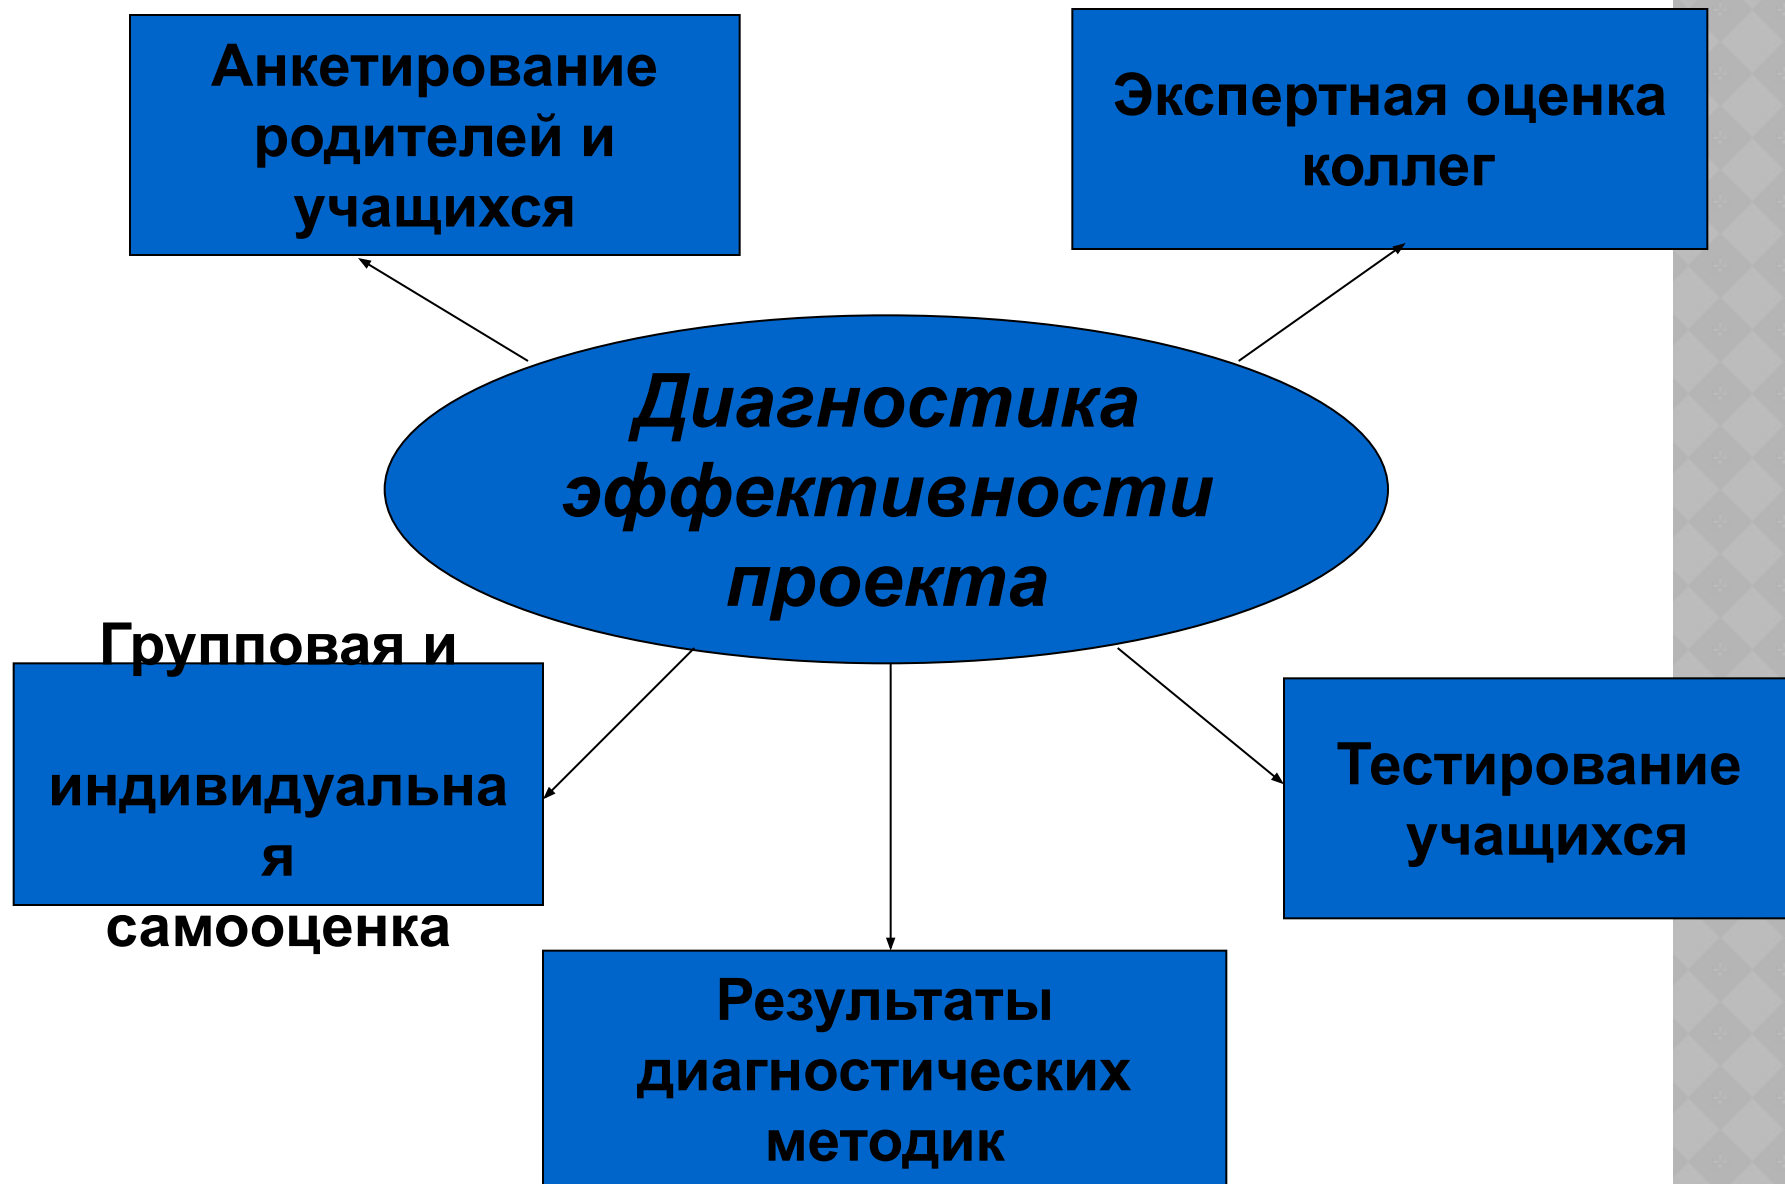 Анкетирование
родителей и
учащихся
Экспертная оценка
коллег
Диагностика
эффективности
проекта
Групповая и
индивидуальна
я
самооценка
Тестирование
учащихся
Результаты
диагностических
методик